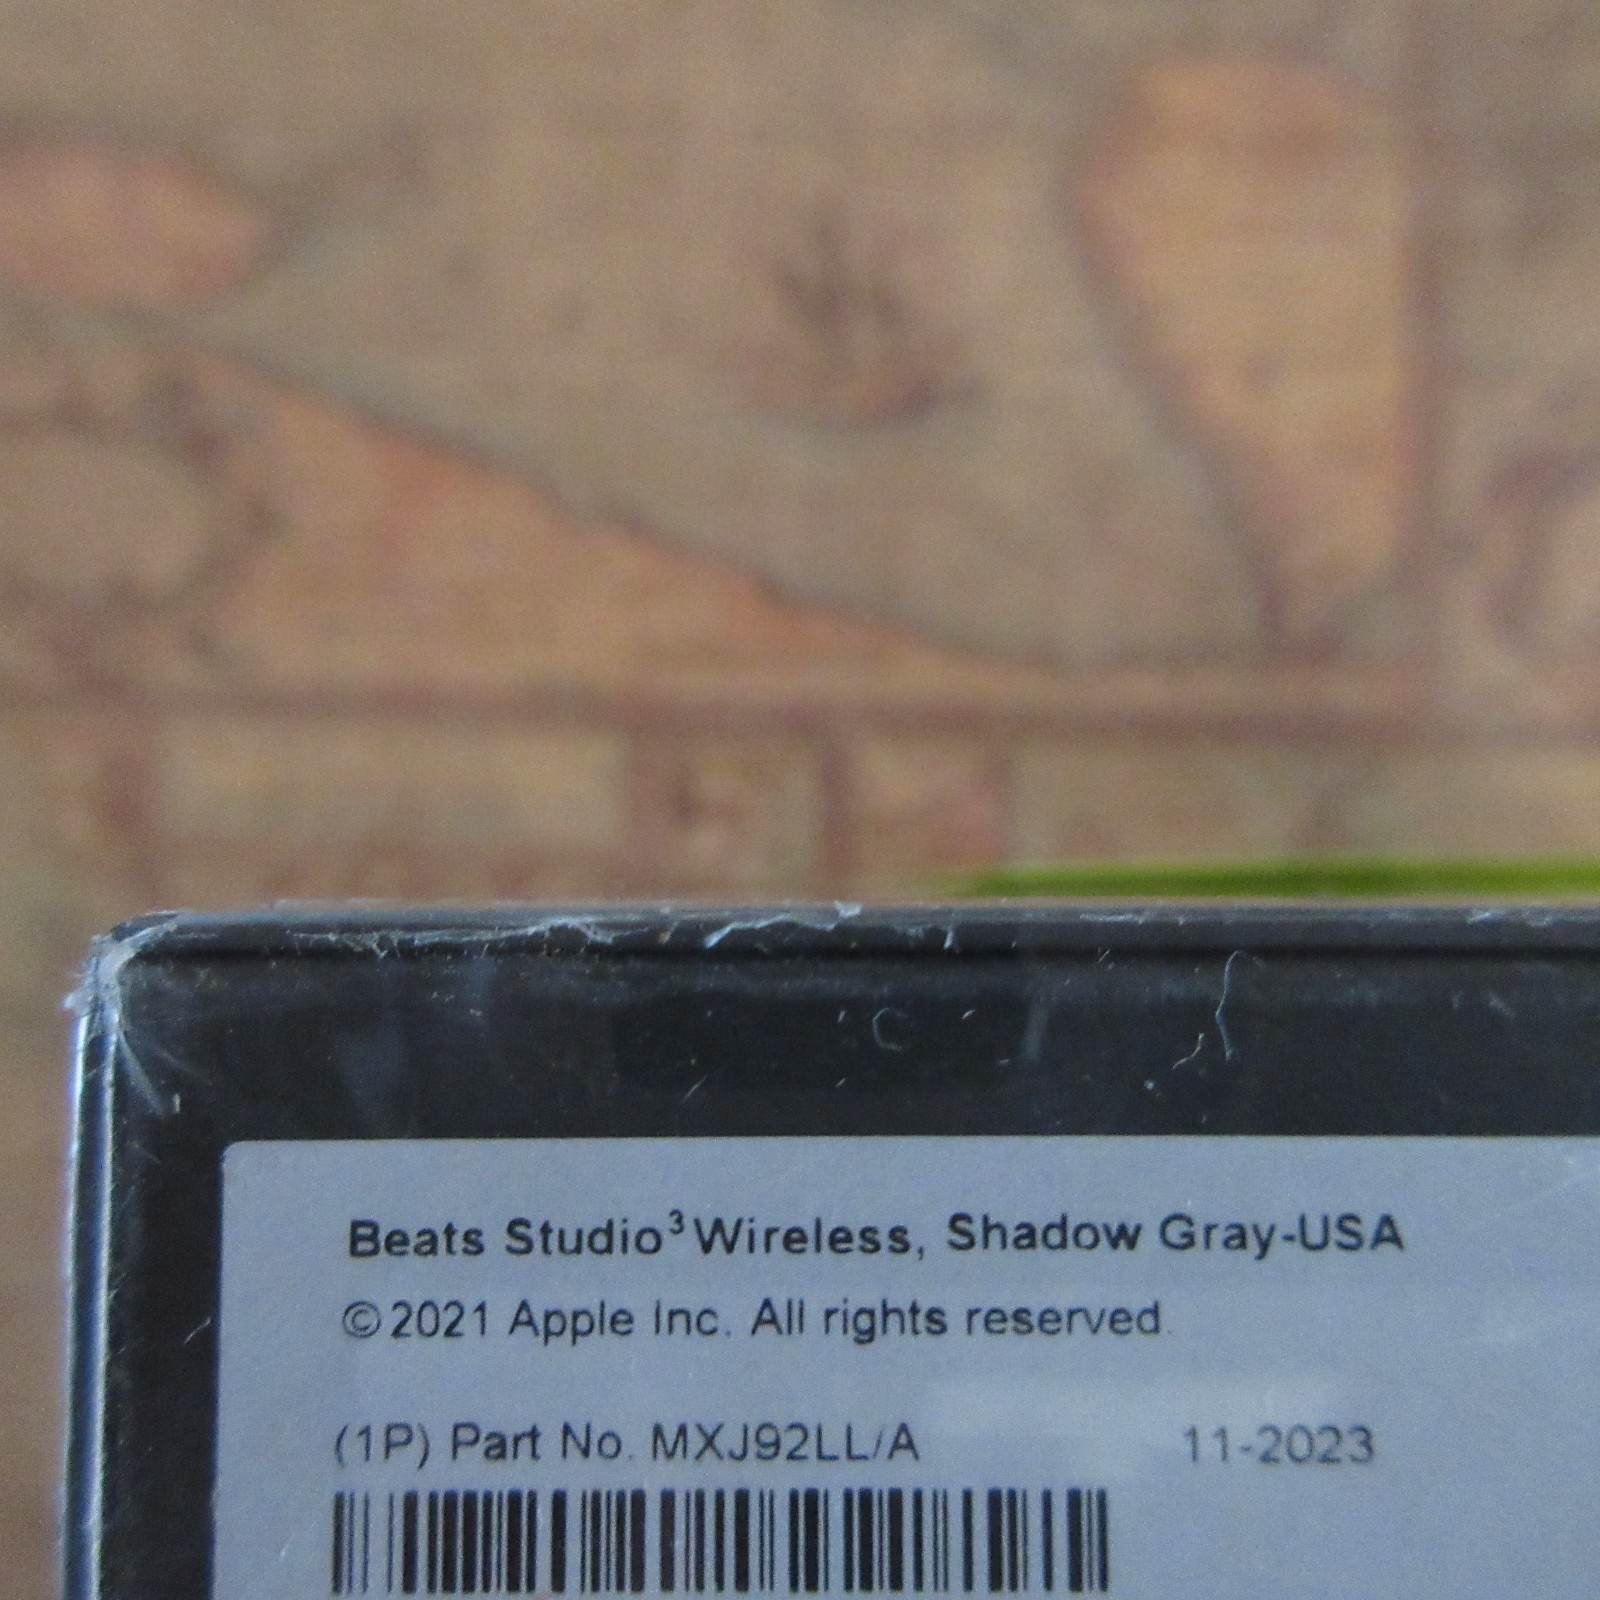 Beats Studio³ Wireless, Shadow Gray-USA
©2021 Apple Inc. All rights reserved.
(1P) Part No. MXJ92LL/A 11-2023